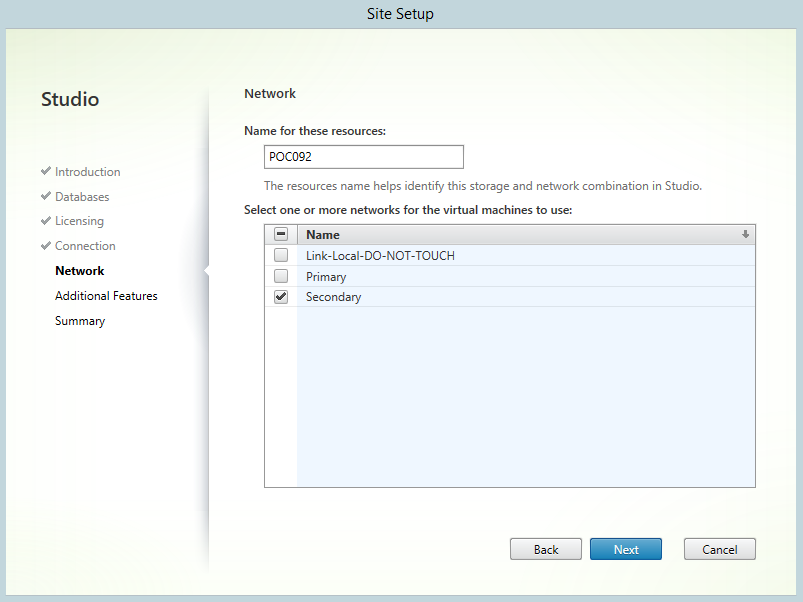 Site Setup
Studio
Introduction
Databases
Licensing
Connection
Network
Additional Features
Summary
Network
Name for these resources:
POC092
The resources name helps identify this storage and network combination in Studio.
Select one or more networks for the virtual machines to use:
Name
Link-Local-DO-NOT-TOUCH
Primary
Secondary
Back Next Cancel